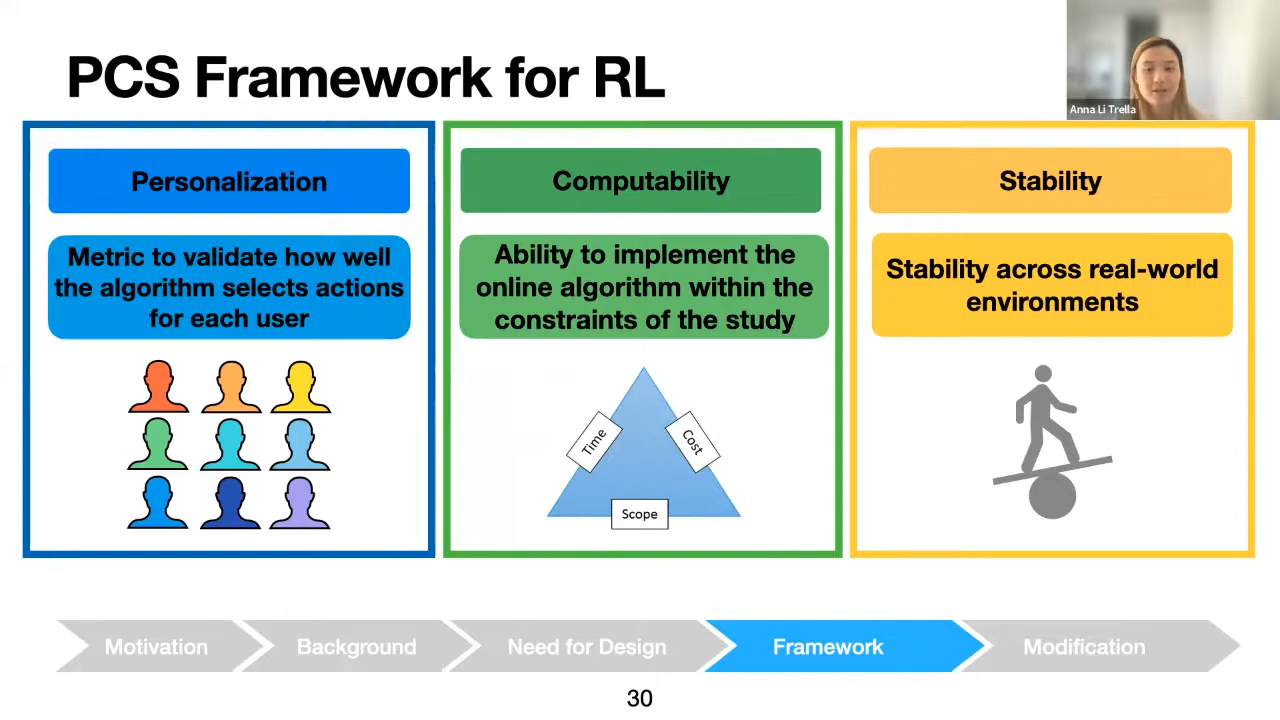 PCS Framework for RL
Anna Li Trella
Personalization
Metric to validate how well
the algorithm selects actions
for each user
Computability
Ability to implement the
online algorithm within the
constraints of the study
Time
Cost
Scope
Stability
Stability across real-world
environments
Motivation
Background
Need for Design
Framework
Modification
30